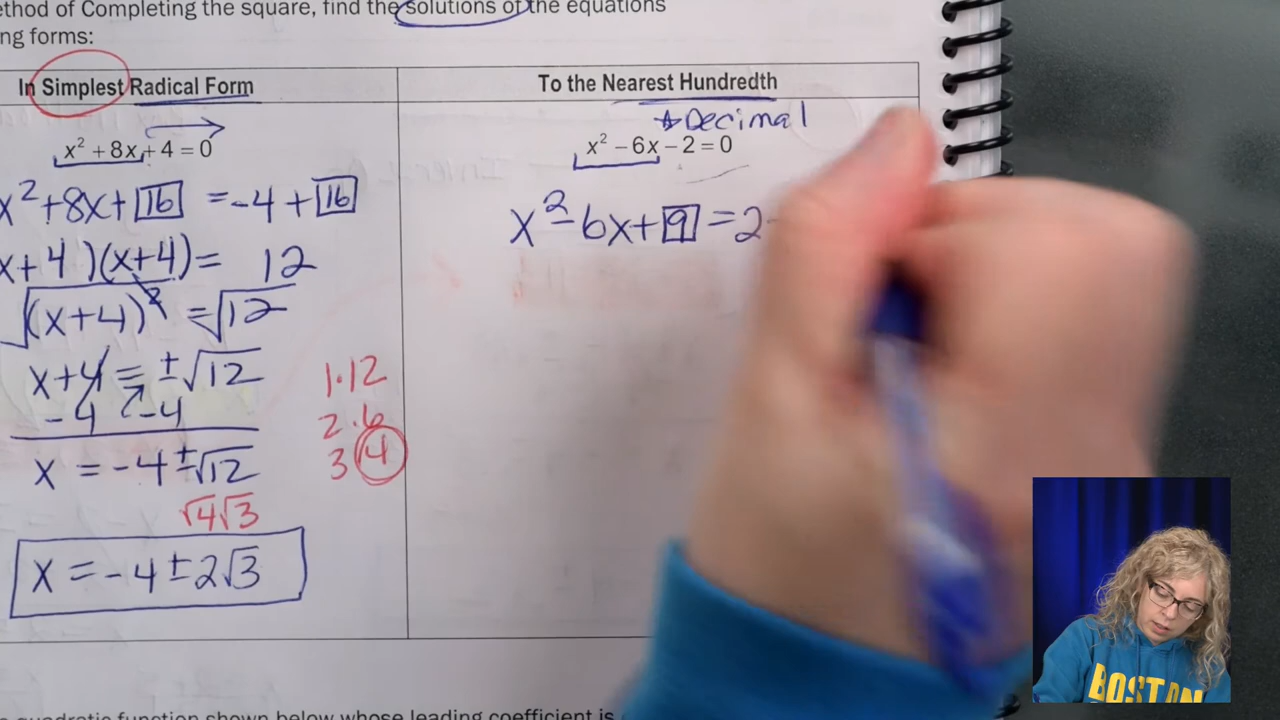 ethod of Completing the square, find the solutions of the equations
ng forms:
In Simplest Radical Form
x² + 8x + 4 = 0
x² + 8x + 16 = -4 + 16
x + 4)(x + 4) = 12
√(x+4)² = √12
x + 4 = ±√12
-4 -4
x = -4 ± √12
√4√3
x = -4 ± 2√3
1·12
2·6
3 4
To the Nearest Hundredth
Decimal
x² − 6x − 2 = 0
x² - 6x + 9 = 2
quadratic function shown below whose leading coefficient is
BOSTON